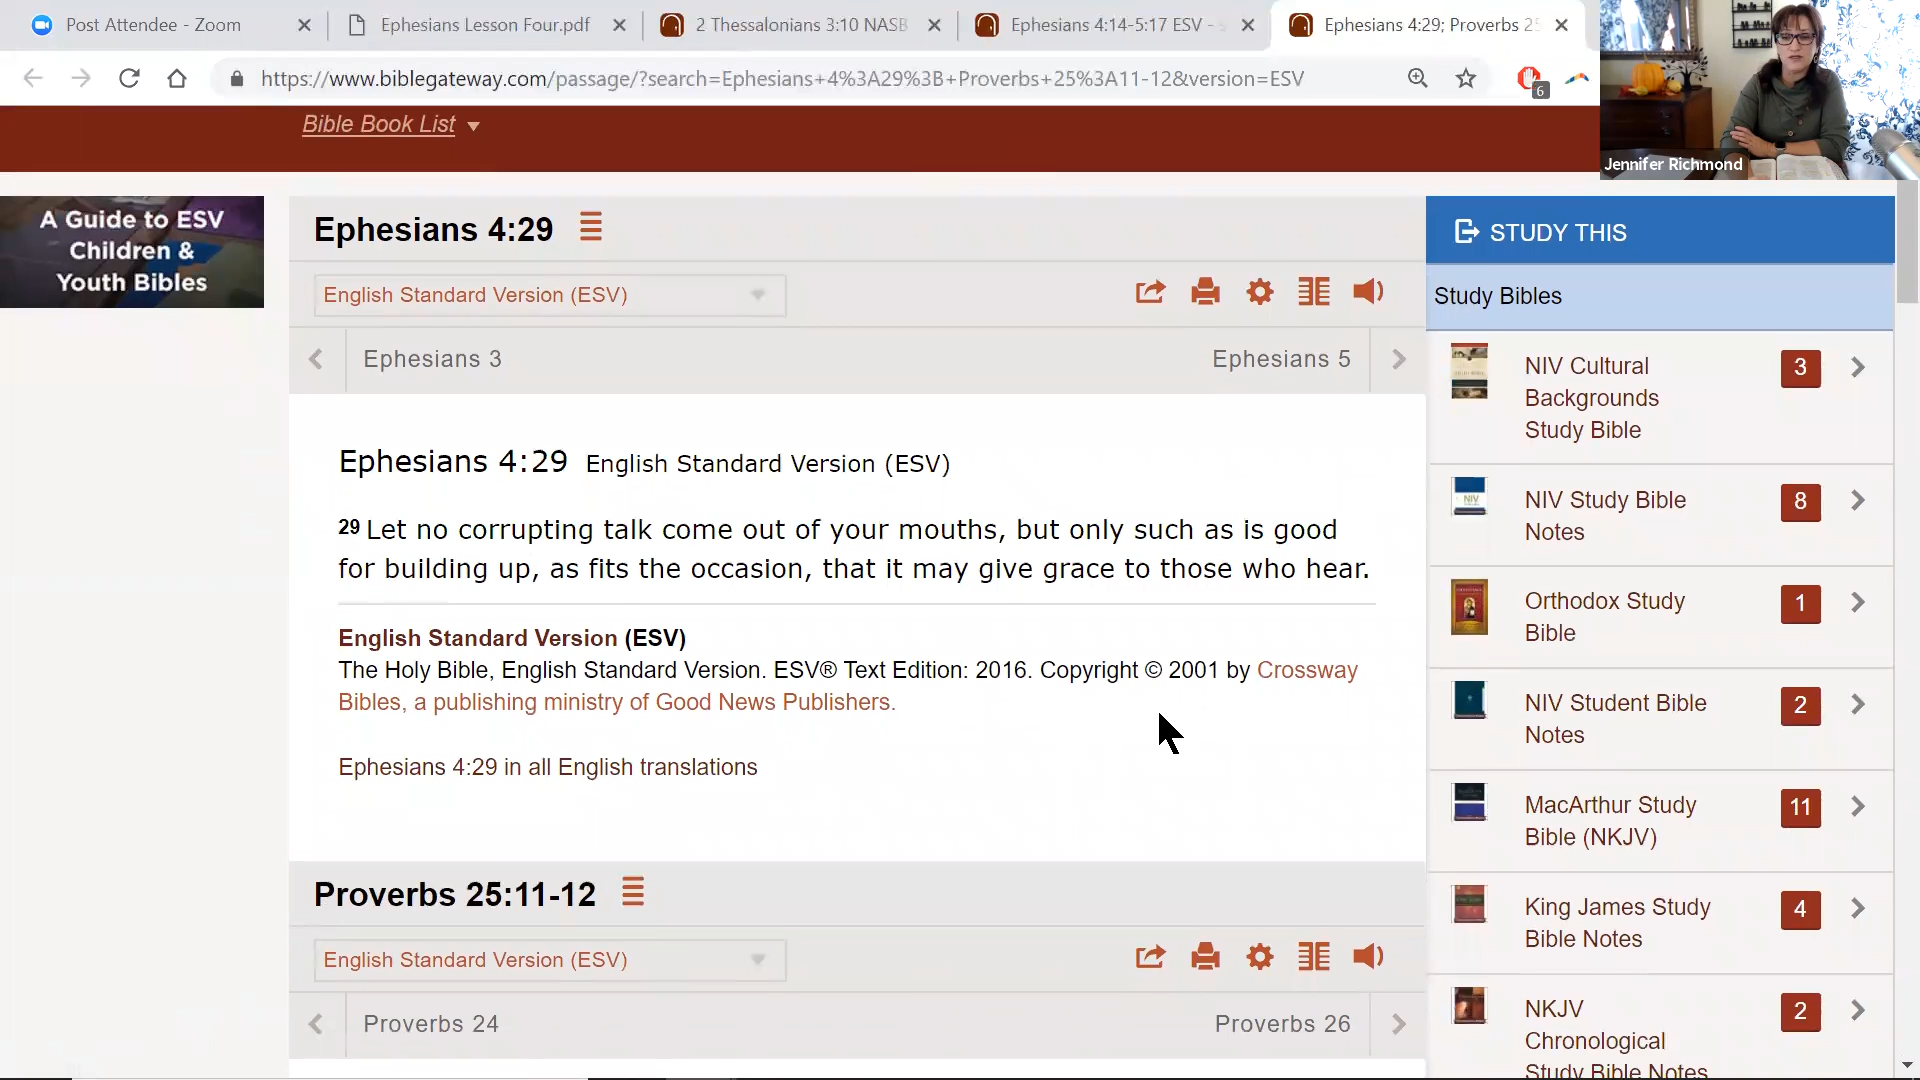 Post Attendee - Zoom
Ephesians Lesson Four.pdf
2 Thessalonians 3:10 NASB
Ephesians 4:14-5:17 ESV -
Ephesians 4:29; Proverbs 25
https://www.biblegateway.com/passage/?search=Ephesians+4%3A29%3B+Proverbs+25%3A11-12&version=ESV
6
Jennifer Richmond
Bible Book List
A Guide to ESV
Children &
Youth Bibles
Ephesians 4:29
English Standard Version (ESV)
Ephesians 3
Ephesians 5
Ephesians 4:29 English Standard Version (ESV)
29 Let no corrupting talk come out of your mouths, but only such as is good
for building up, as fits the occasion, that it may give grace to those who hear.
English Standard Version (ESV)
The Holy Bible, English Standard Version. ESV® Text Edition: 2016. Copyright © 2001 by Crossway
Bibles, a publishing ministry of Good News Publishers.
Ephesians 4:29 in all English translations
Proverbs 25:11-12
English Standard Version (ESV)
Proverbs 24
Proverbs 26
STUDY THIS
Study Bibles
NIV Cultural
Backgrounds
Study Bible
3
NIV Study Bible
Notes
8
Orthodox Study
Bible
1
NIV Student Bible
Notes
2
MacArthur Study
Bible (NKJV)
11
King James Study
Bible Notes
4
NKJV
Chronological
Study Bible Notes
2